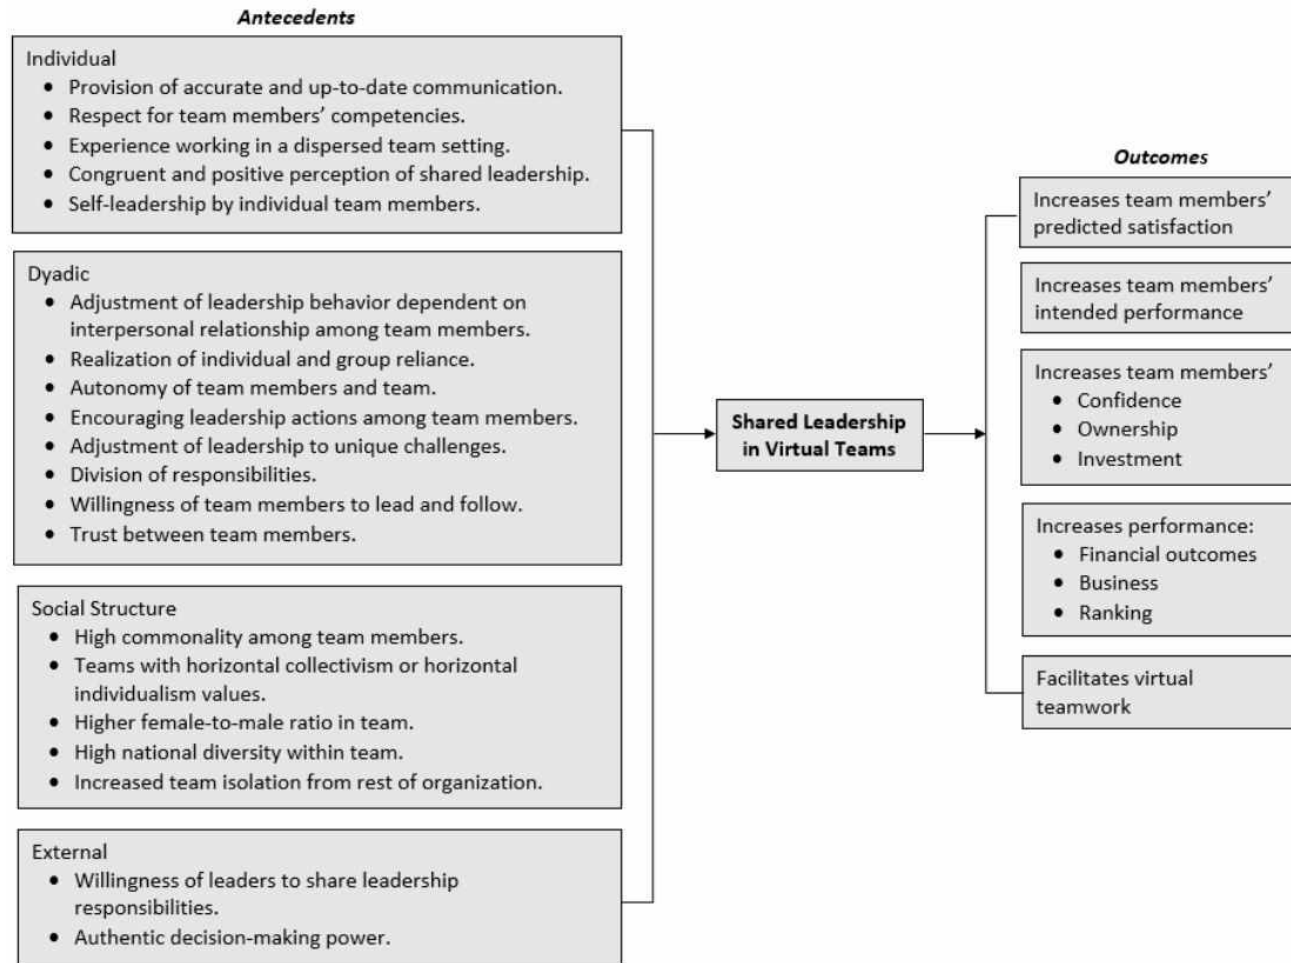 Antecedents
Individual
• Provision of accurate and up-to-date communication.
• Respect for team members’ competencies.
• Experience working in a dispersed team setting.
• Congruent and positive perception of shared leadership.
• Self-leadership by individual team members.
Dyadic
• Adjustment of leadership behavior dependent on
interpersonal relationship among team members.
• Realization of individual and group reliance.
• Autonomy of team members and team.
• Encouraging leadership actions among team members.
• Adjustment of leadership to unique challenges.
• Division of responsibilities.
• Willingness of team members to lead and follow.
• Trust between team members.
Social Structure
• High commonality among team members.
• Teams with horizontal collectivism or horizontal
individualism values.
• Higher female-to-male ratio in team.
• High national diversity within team.
• Increased team isolation from rest of organization.
External
• Willingness of leaders to share leadership
responsibilities.
• Authentic decision-making power.
Shared Leadership
in Virtual Teams
Outcomes
Increases team members’
predicted satisfaction
Increases team members’
intended performance
Increases team members’
• Confidence
• Ownership
• Investment
Increases performance:
• Financial outcomes
• Business
• Ranking
Facilitates virtual
teamwork